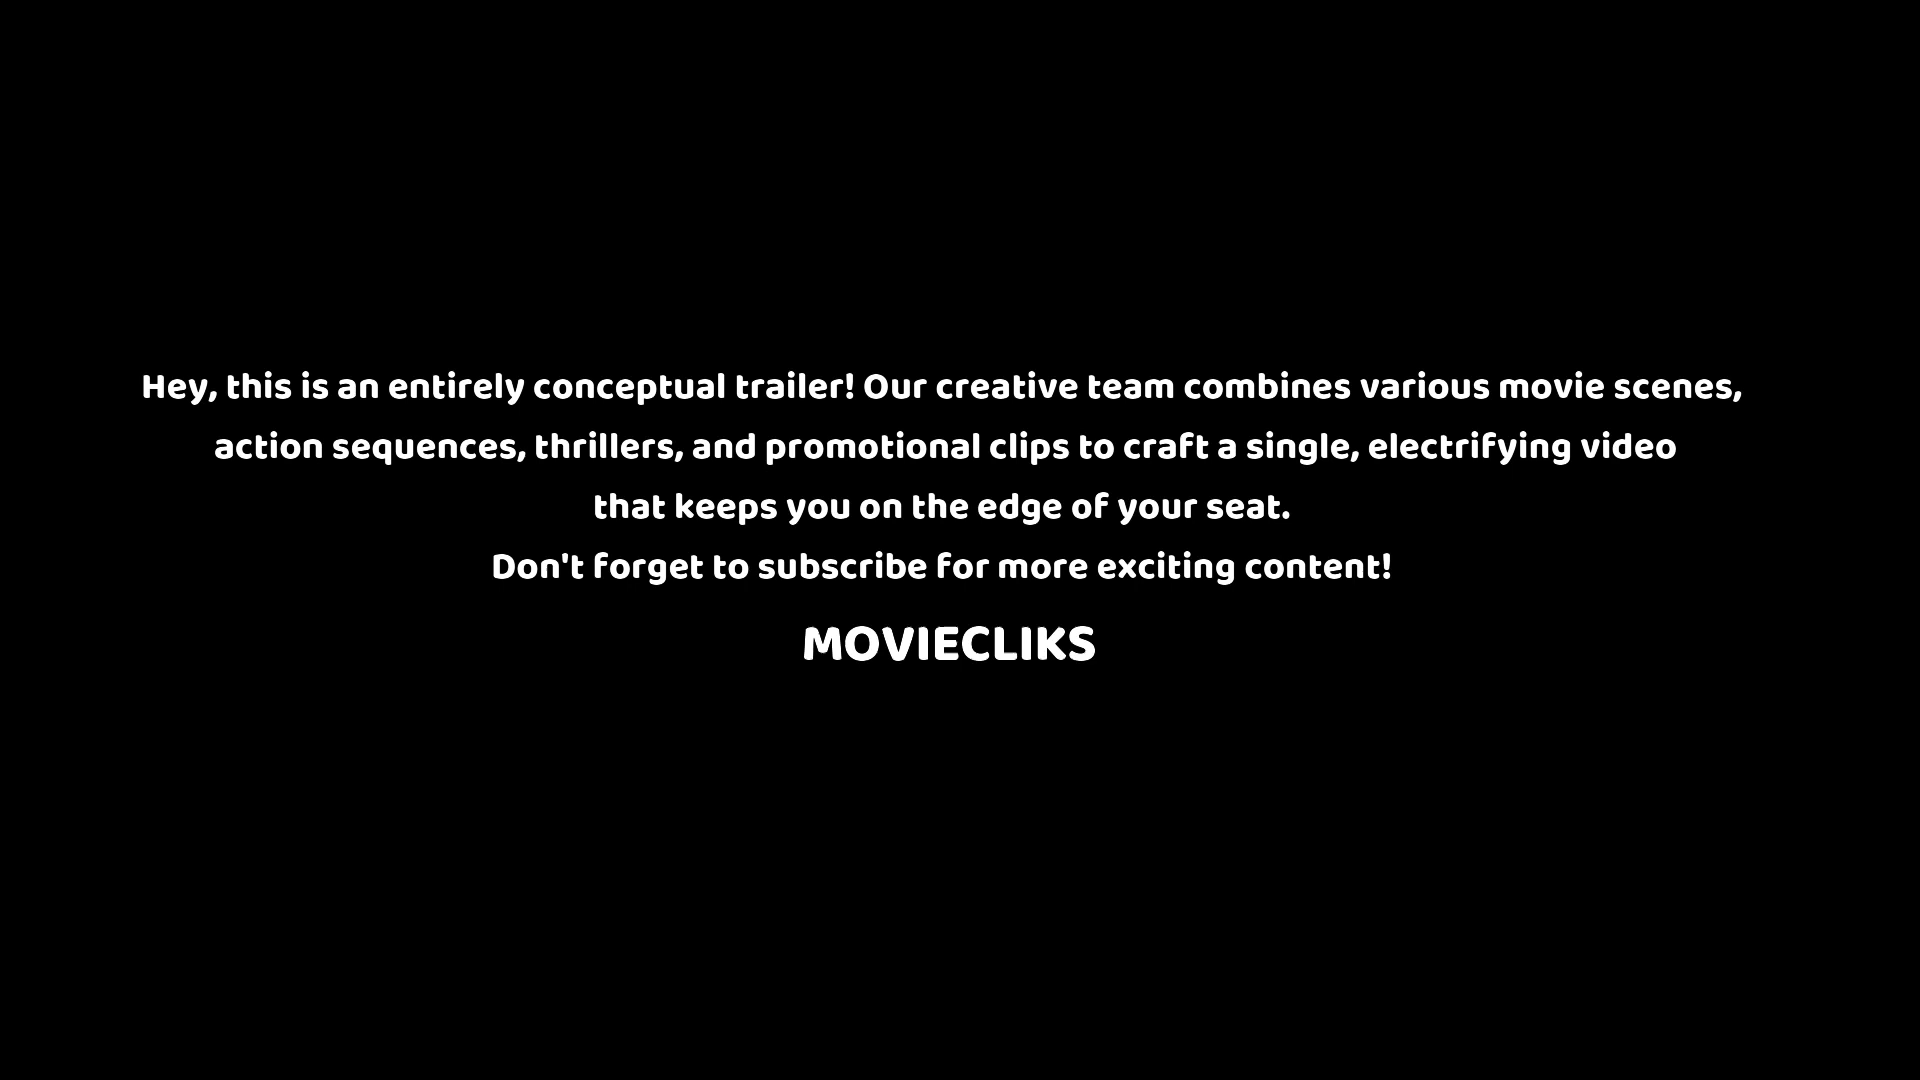 Hey, this is an entirely conceptual trailer! Our creative team combines various movie scenes,
action sequences, thrillers, and promotional clips to craft a single, electrifying video
that keeps you on the edge of your seat.
Don't forget to subscribe for more exciting content!
MOVIECLIKS